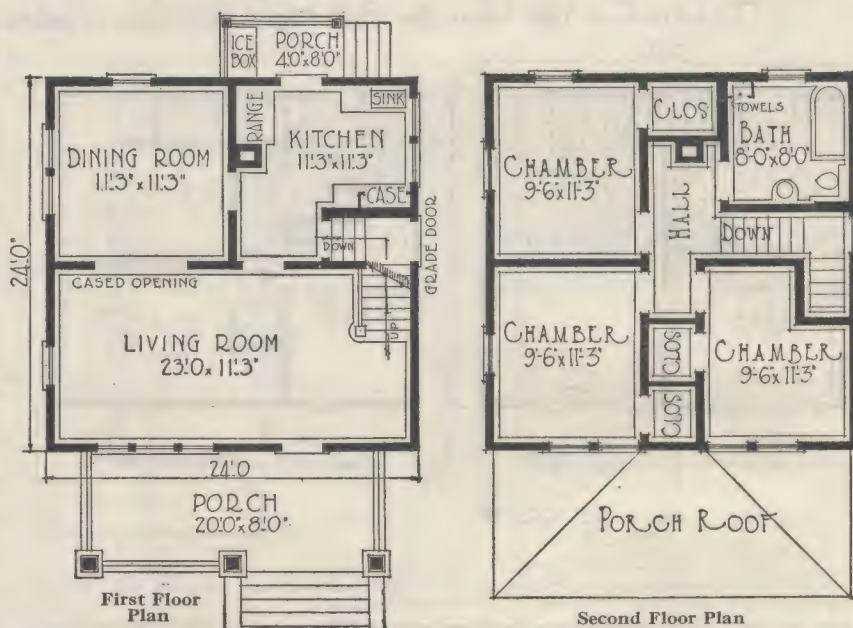 ICE
BOX
PORCH
4'0"x8'0"
RANGE
SINK
DINING ROOM
11'3" x 11'3"
KITCHEN
11'3"x11'3"
CASE
DOWN
GRADE DOOR
24'0"
CASED OPENING
UP
LIVING ROOM
23'0 x 11'3"
24'0
PORCH
20'0"x8'0"
First Floor
Plan
CLOS
TOWELS
BATH
8'-0"x8'0"
CHAMBER
9'-6"x11'-3"
HALL
DOWN
CHAMBER
9'-6"x11'-3"
CLOS
CHAMBER
9'-6"x11'-3"
CLOS
PORCH ROOF
Second Floor Plan